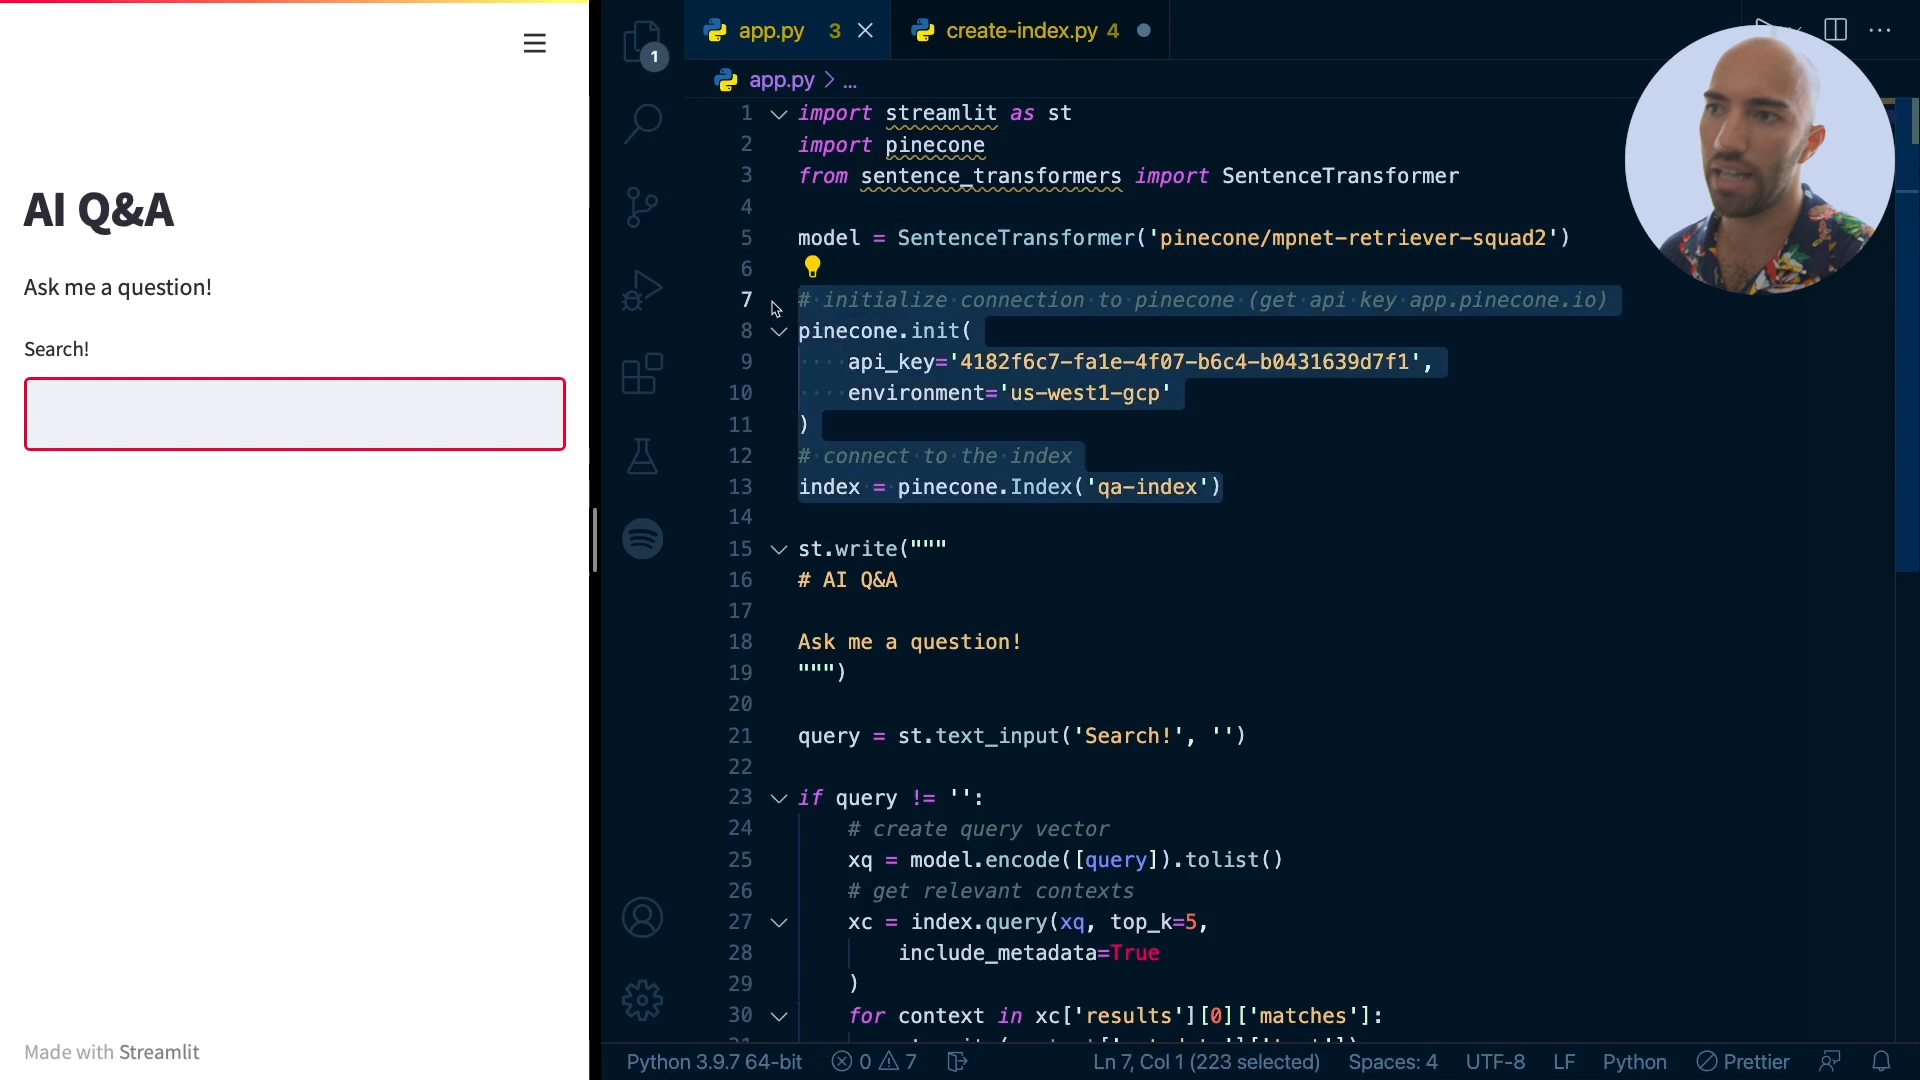 AI Q&A
Ask me a question!
Search!
Made with Streamlit
1
app.py 3
create-index.py 4
app.py > ...
1 import streamlit as st
2 import pinecone
3 from sentence_transformers import SentenceTransformer
4
5 model = SentenceTransformer('pinecone/mpnet-retriever-squad2')
6
7 # initialize connection to pinecone (get api key app.pinecone.io)
8 pinecone.init(
9 api_key='4182f6c7-fa1e-4f07-b6c4-b0431639d7f1',
10 environment='us-west1-gcp'
11 )
12 # connect to the index
13 index = pinecone.Index('qa-index')
14
15 st.write("""
16 # AI Q&A
17
18 Ask me a question!
19 """)
20
21 query = st.text_input('Search!', '')
22
23 if query != '':
24 # create query vector
25 xq = model.encode([query]).tolist()
26 # get relevant contexts
27 xc = index.query(xq, top_k=5,
28 include_metadata=True
29 )
30 for context in xc['results'][0]['matches']:
Python 3.9.7 64-bit 0 7 Ln 7, Col 1 (223 selected) Spaces: 4 UTF-8 LF Python Prettier